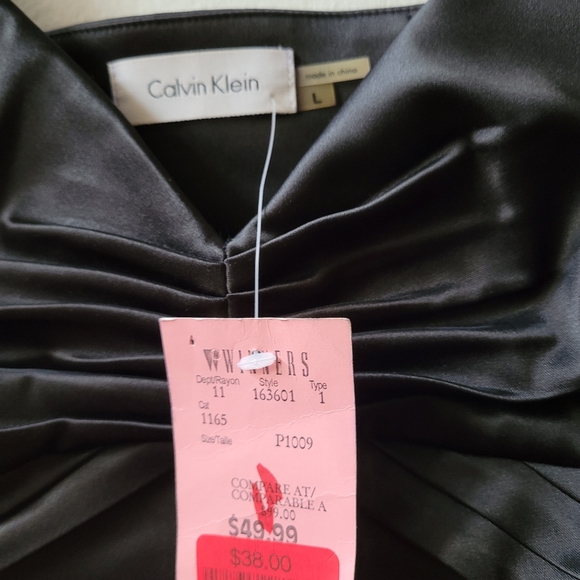 Calvin Klein
made in china
L
WINNERS
Dept/Rayon Style Type
11 163601 1
Cat
1165
Size/Taille P1009
COMPARE AT/
COMPARABLE A
$49.99
$38.00